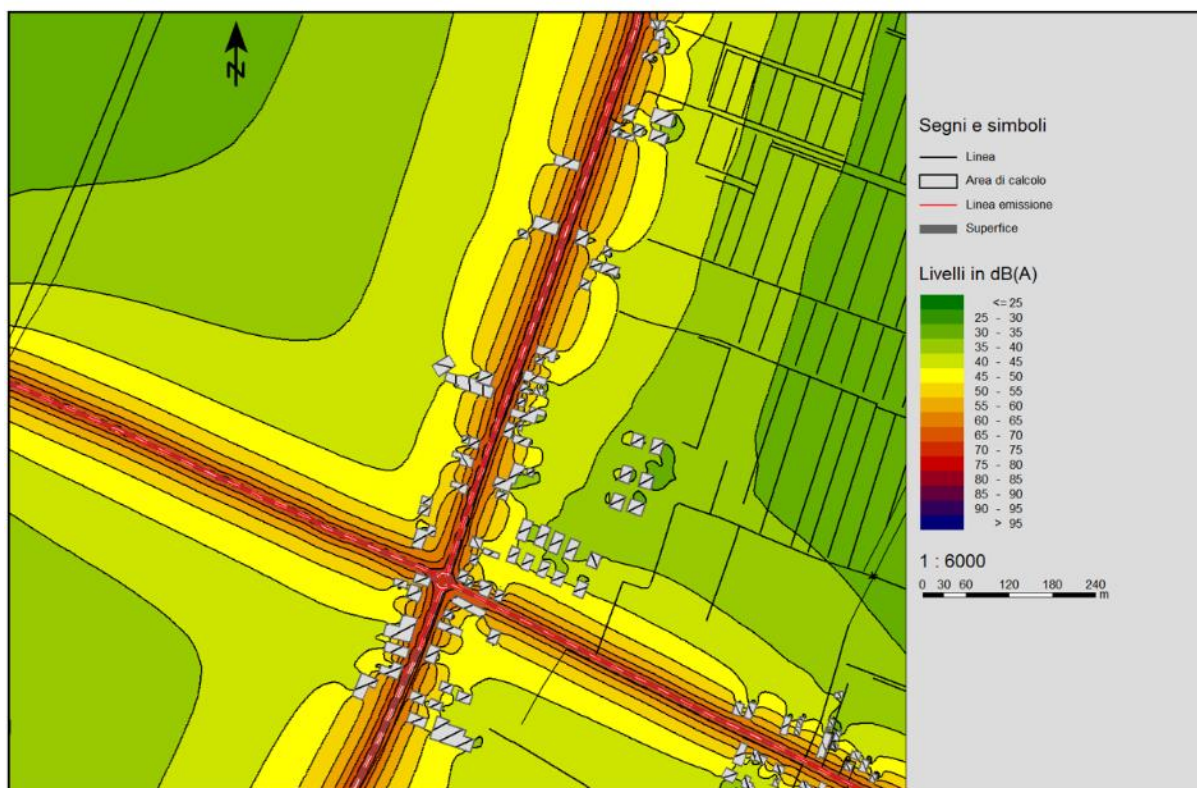 N
Segni e simboli
Linea
Area di calcolo
Linea emissione
Superfice
Livelli in dB(A)
<= 25
25 - 30
30 - 35
35 - 40
40 - 45
45 - 50
50 - 55
55 - 60
60 - 65
65 - 70
70 - 75
75 - 80
80 - 85
85 - 90
90 - 95
> 95
1 : 6000
0 30 60 120 180 240
m